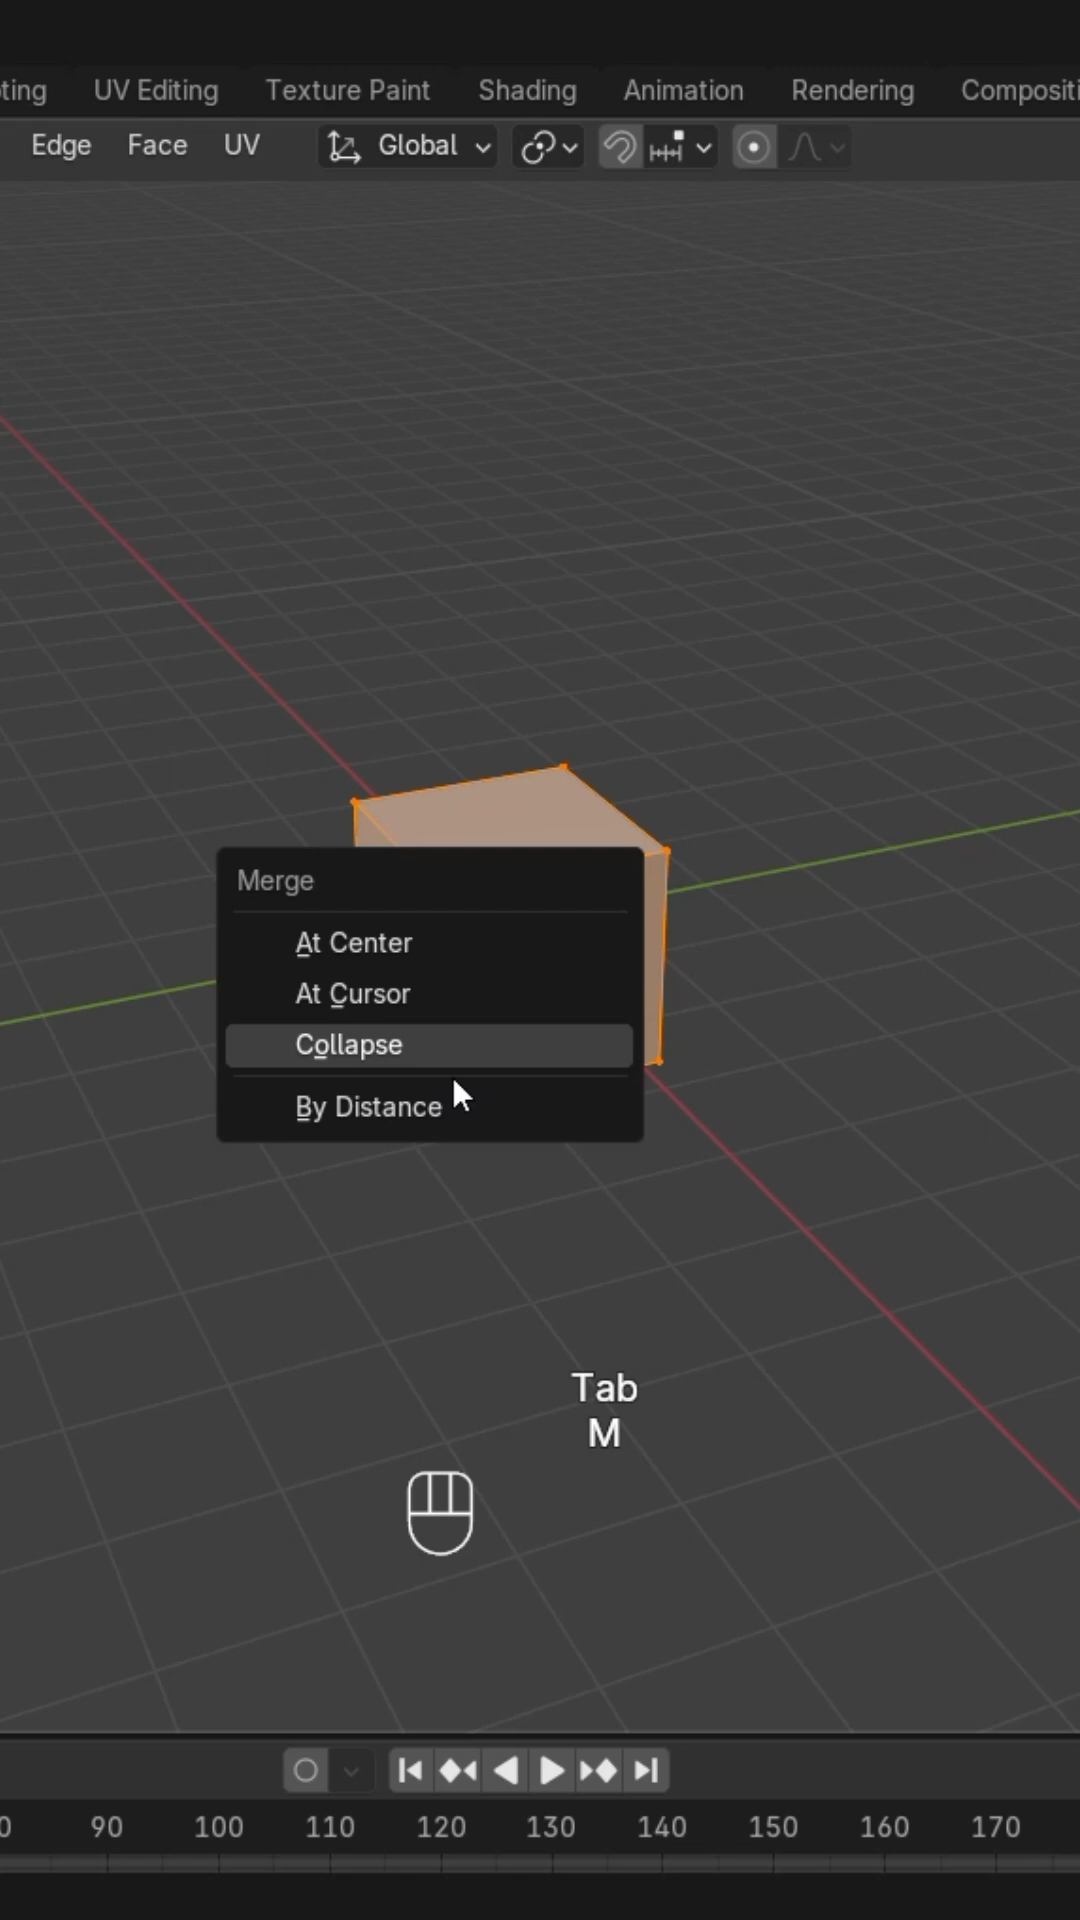 ting UV Editing Texture Paint Shading Animation Rendering Compositi
Edge Face UV Global
Merge
At Center
At Cursor
Collapse
By Distance
Tab
M
0 90 100 110 120 130 140 150 160 170